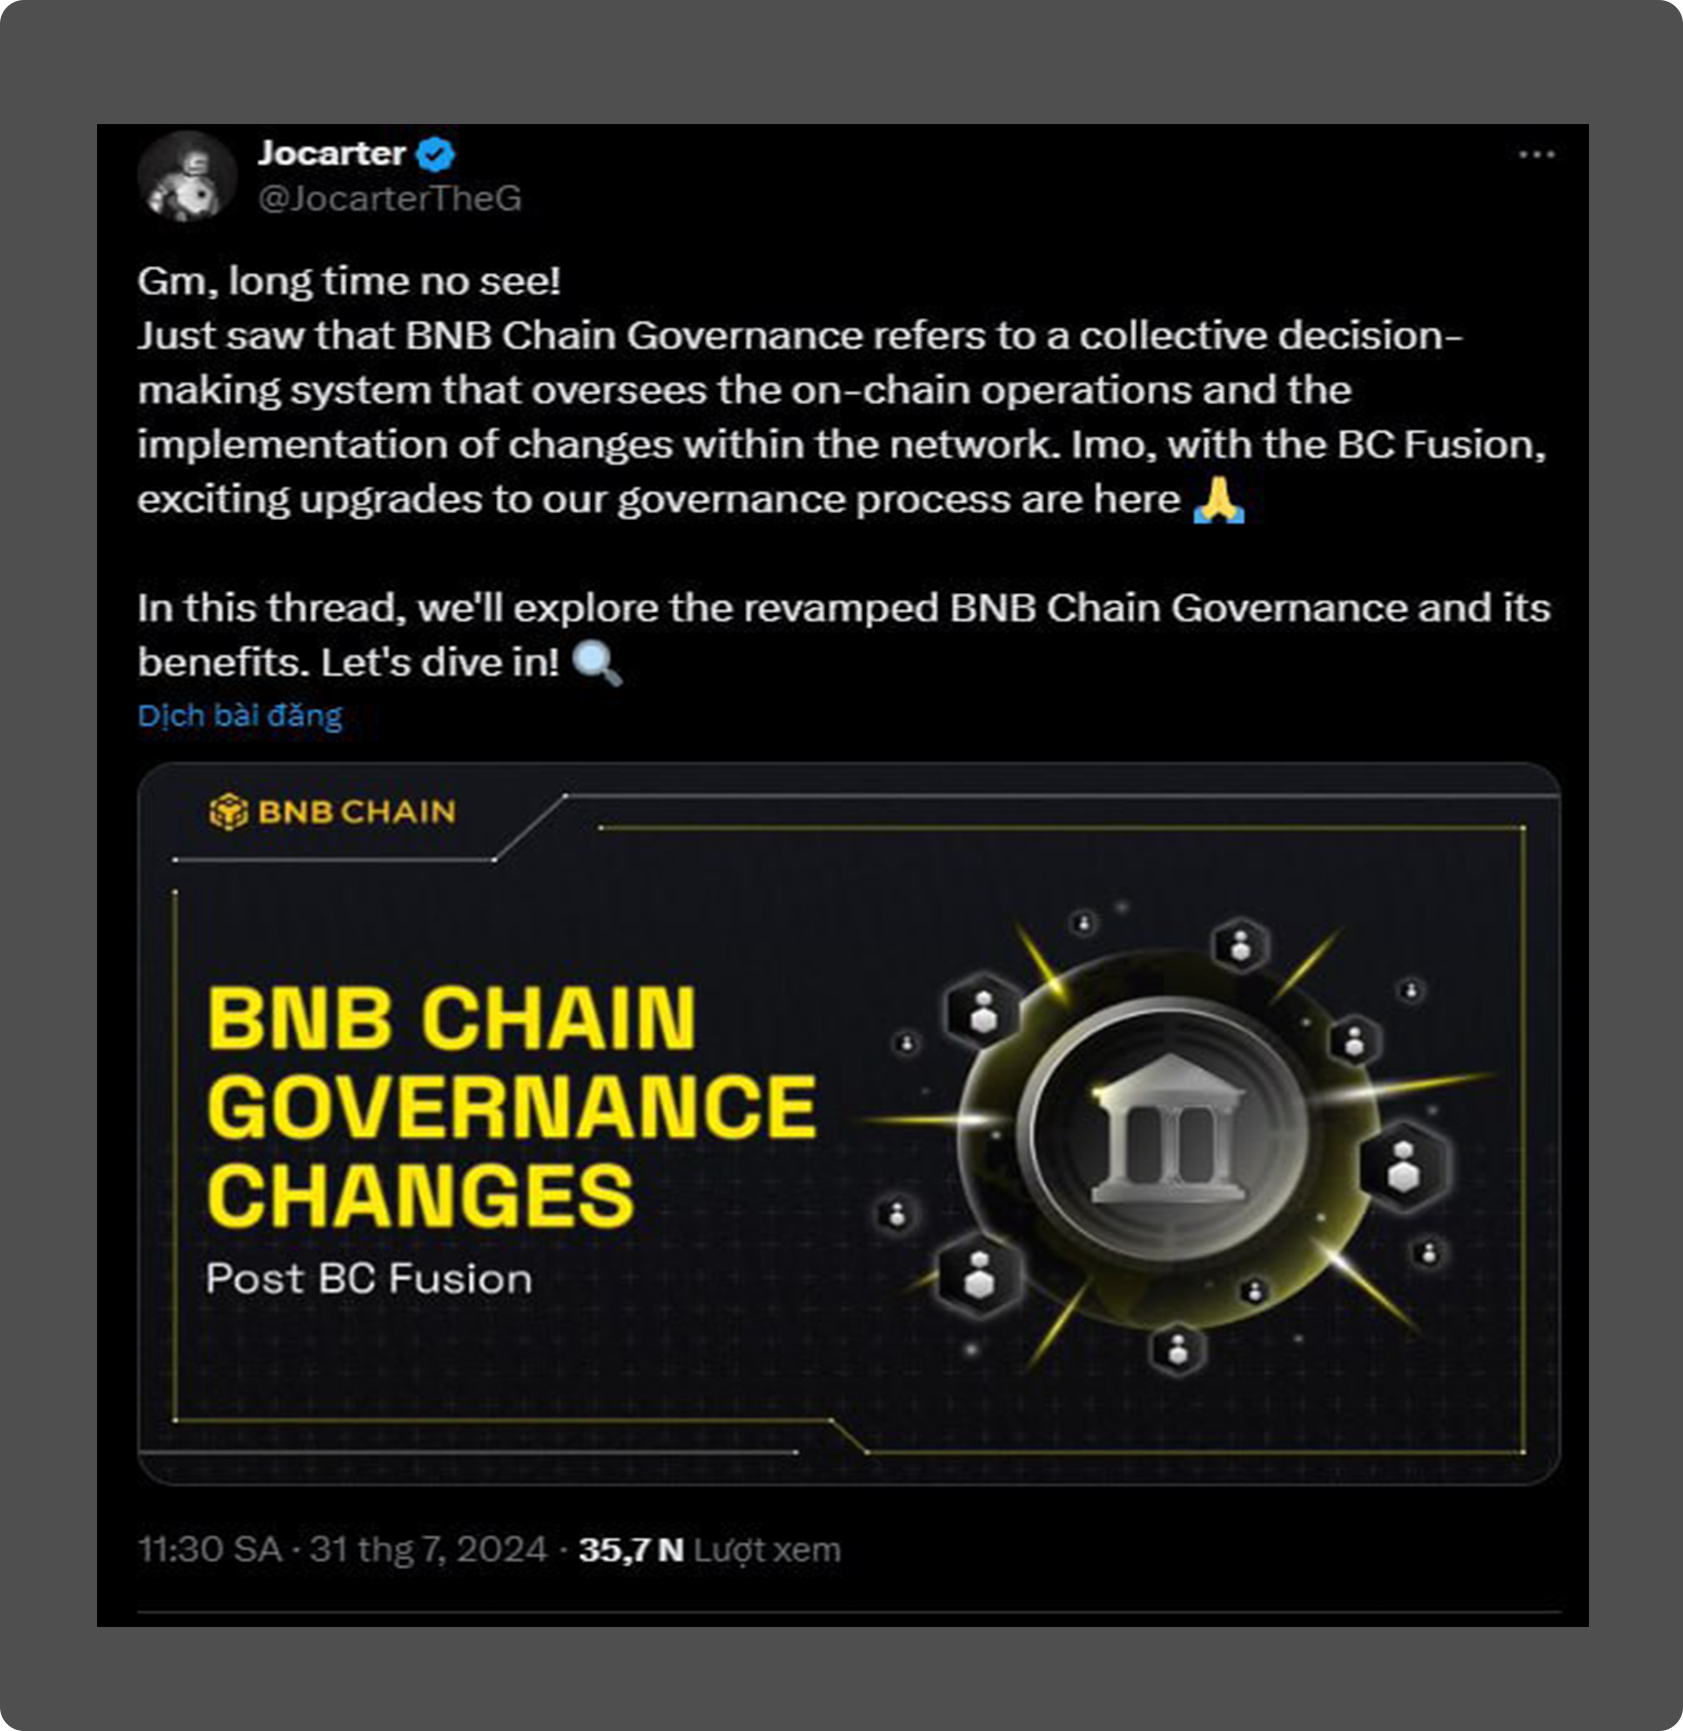 Jocarter
@JocarterTheG
Gm, long time no see!
Just saw that BNB Chain Governance refers to a collective decision-
making system that oversees the on-chain operations and the
implementation of changes within the network. Imo, with the BC Fusion,
exciting upgrades to our governance process are here 🙏
In this thread, we'll explore the revamped BNB Chain Governance and its
benefits. Let's dive in! 🔍
Dịch bài đăng
BNB CHAIN
BNB CHAIN
GOVERNANCE
CHANGES
Post BC Fusion
11:30 SA · 31 thg 7, 2024 · 35,7 N Lượt xem